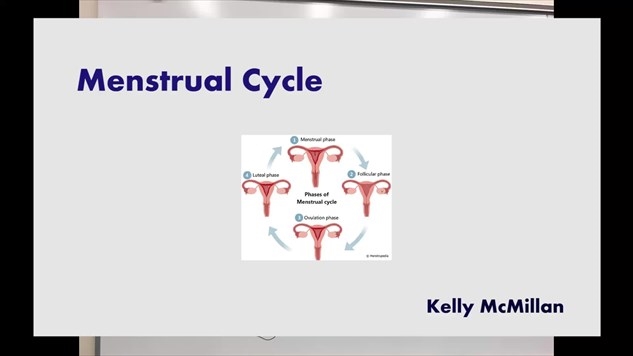 Menstrual Cycle
1 Menstrual phase
4 Luteal phase
2 Follicular phase
Phases of
Menstrual cycle
3 Ovulation phase
Kelly McMillan